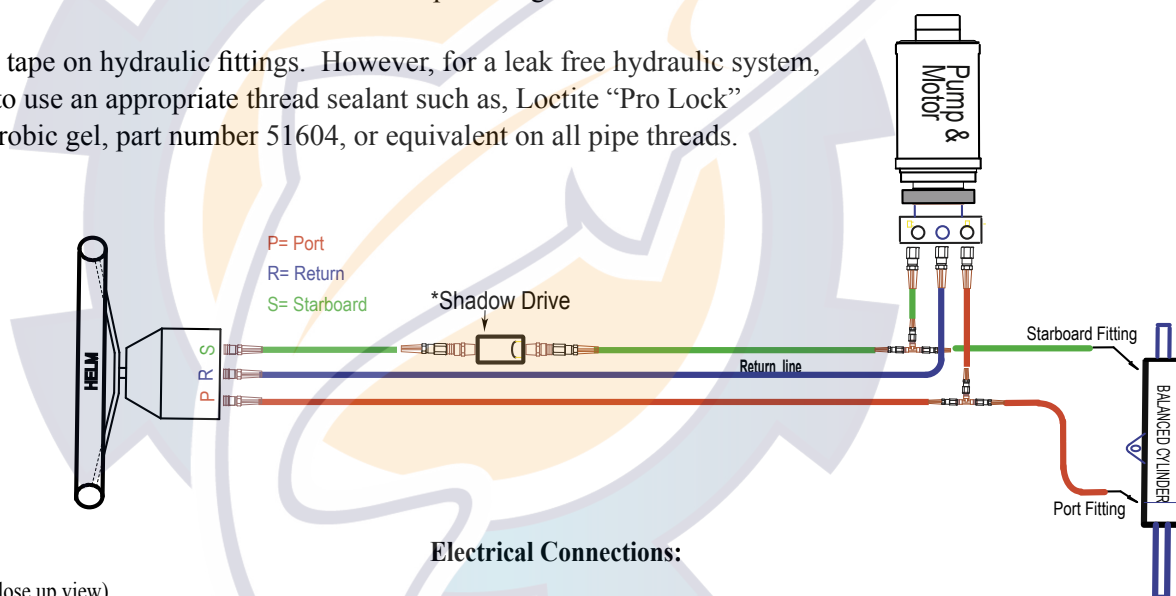 tape on hydraulic fittings. However, for a leak free hydraulic system,
to use an appropriate thread sealant such as, Loctite “Pro Lock”
robic gel, part number 51604, or equivalent on all pipe threads.
Pump &
Motor
P= Port
R= Return
S= Starboard
*Shadow Drive
HELM
P R S
Return line
Starboard Fitting
BALANCED CYLINDER
Port Fitting
Electrical Connections:
lose up view)